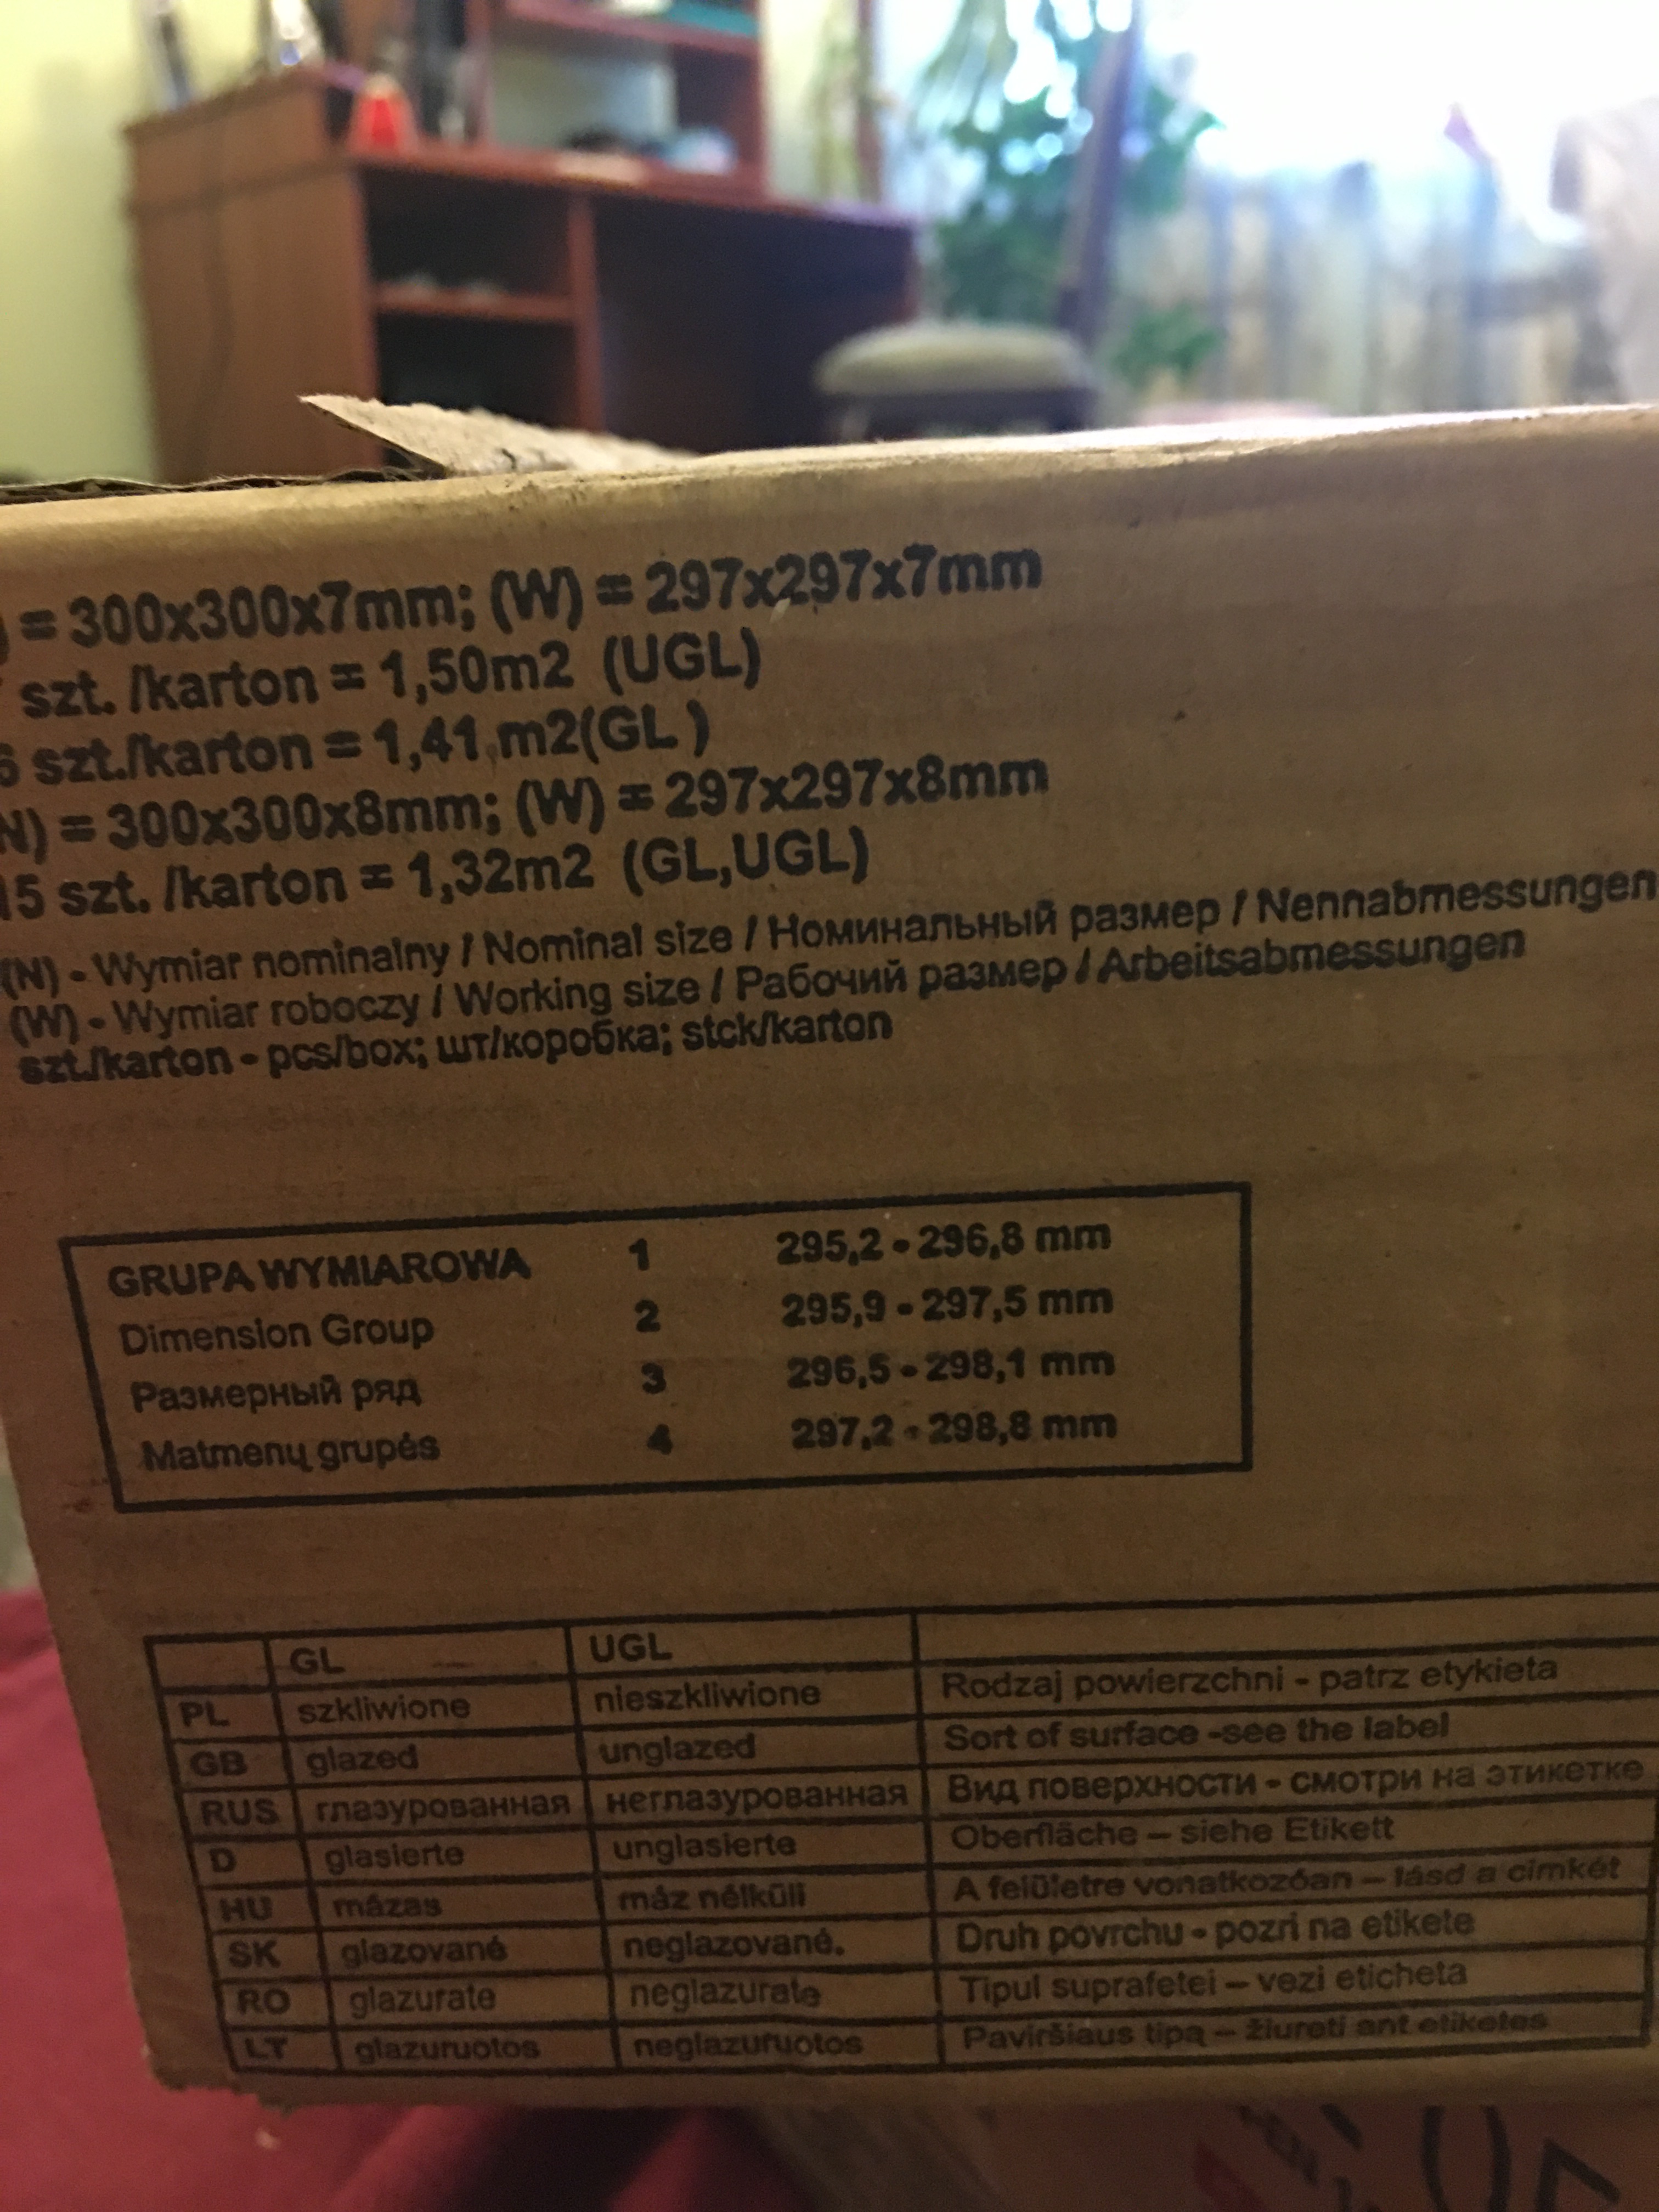 ) = 300x300x7mm; (W) = 297x297x7mm
szt. /karton = 1,50m2 (UGL)
6 szt./karton = 1,41 m2(GL )
N) = 300x300x8mm; (W) = 297x297x8mm
15 szt. /karton = 1,32m2 (GL,UGL)
(N) - Wymiar nominalny / Nominal size / Номинальный размер / Nennabmessungen
(W) - Wymiar roboczy / Working size / Рабочий размер / Arbeitsabmessungen
szt./karton - pcs/box; шт/коробка; stck/karton
GRUPA WYMIAROWA 1 295,2 - 296,8 mm
Dimension Group 2 295,9 - 297,5 mm
Размерный ряд 3 296,5 - 298,1 mm
Matmenų grupés 4 297,2 - 298,8 mm
GL UGL
PL szkliwione nieszkliwione Rodzaj powierzchni - patrz etykieta
GB glazed unglazed Sort of surface -see the label
RUS глазурованная неглазурованная Вид поверхности - смотри на этикетке
D glasierte unglasierte Oberfläche – siehe Etikett
HU mázas máz nélküli A felületre vonatkozóan – lásd a cimkét
SK glazované neglazované. Druh povrchu - pozri na etikete
RO glazurate neglazurate Tipul suprafetei – vezi eticheta
LT glazuruotos neglazuruotos Paviršiaus tipą – žiureti ant etiketes